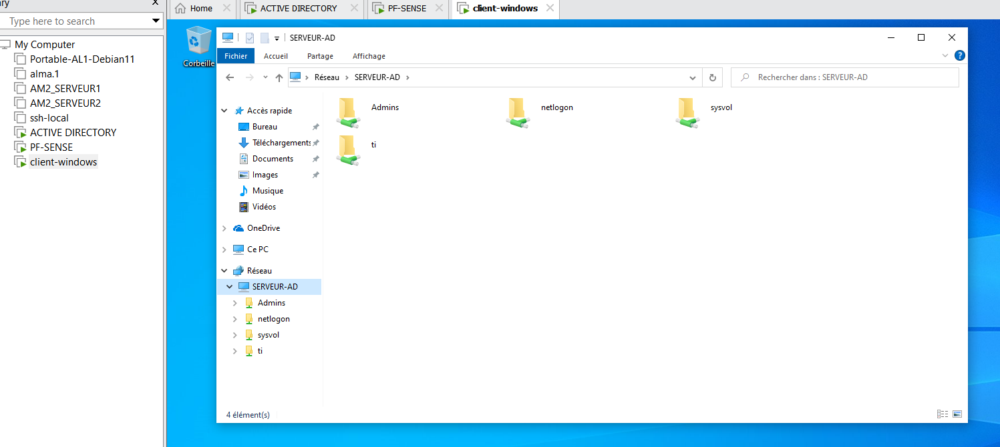 ry
Type here to search
My Computer
Portable-AL1-Debian11
alma.1
AM2_SERVEUR1
AM2_SERVEUR2
ssh-local
ACTIVE DIRECTORY
PF-SENSE
client-windows
Home
ACTIVE DIRECTORY
PF-SENSE
client-windows
Corbeille
SERVEUR-AD
Fichier
Accueil
Partage
Affichage
Réseau
SERVEUR-AD
Rechercher dans : SERVEUR-AD
Accès rapide
Bureau
Téléchargements
Documents
Images
Musique
Vidéos
OneDrive
Ce PC
Réseau
SERVEUR-AD
Admins
netlogon
sysvol
ti
Admins
netlogon
sysvol
ti
4 élément(s)